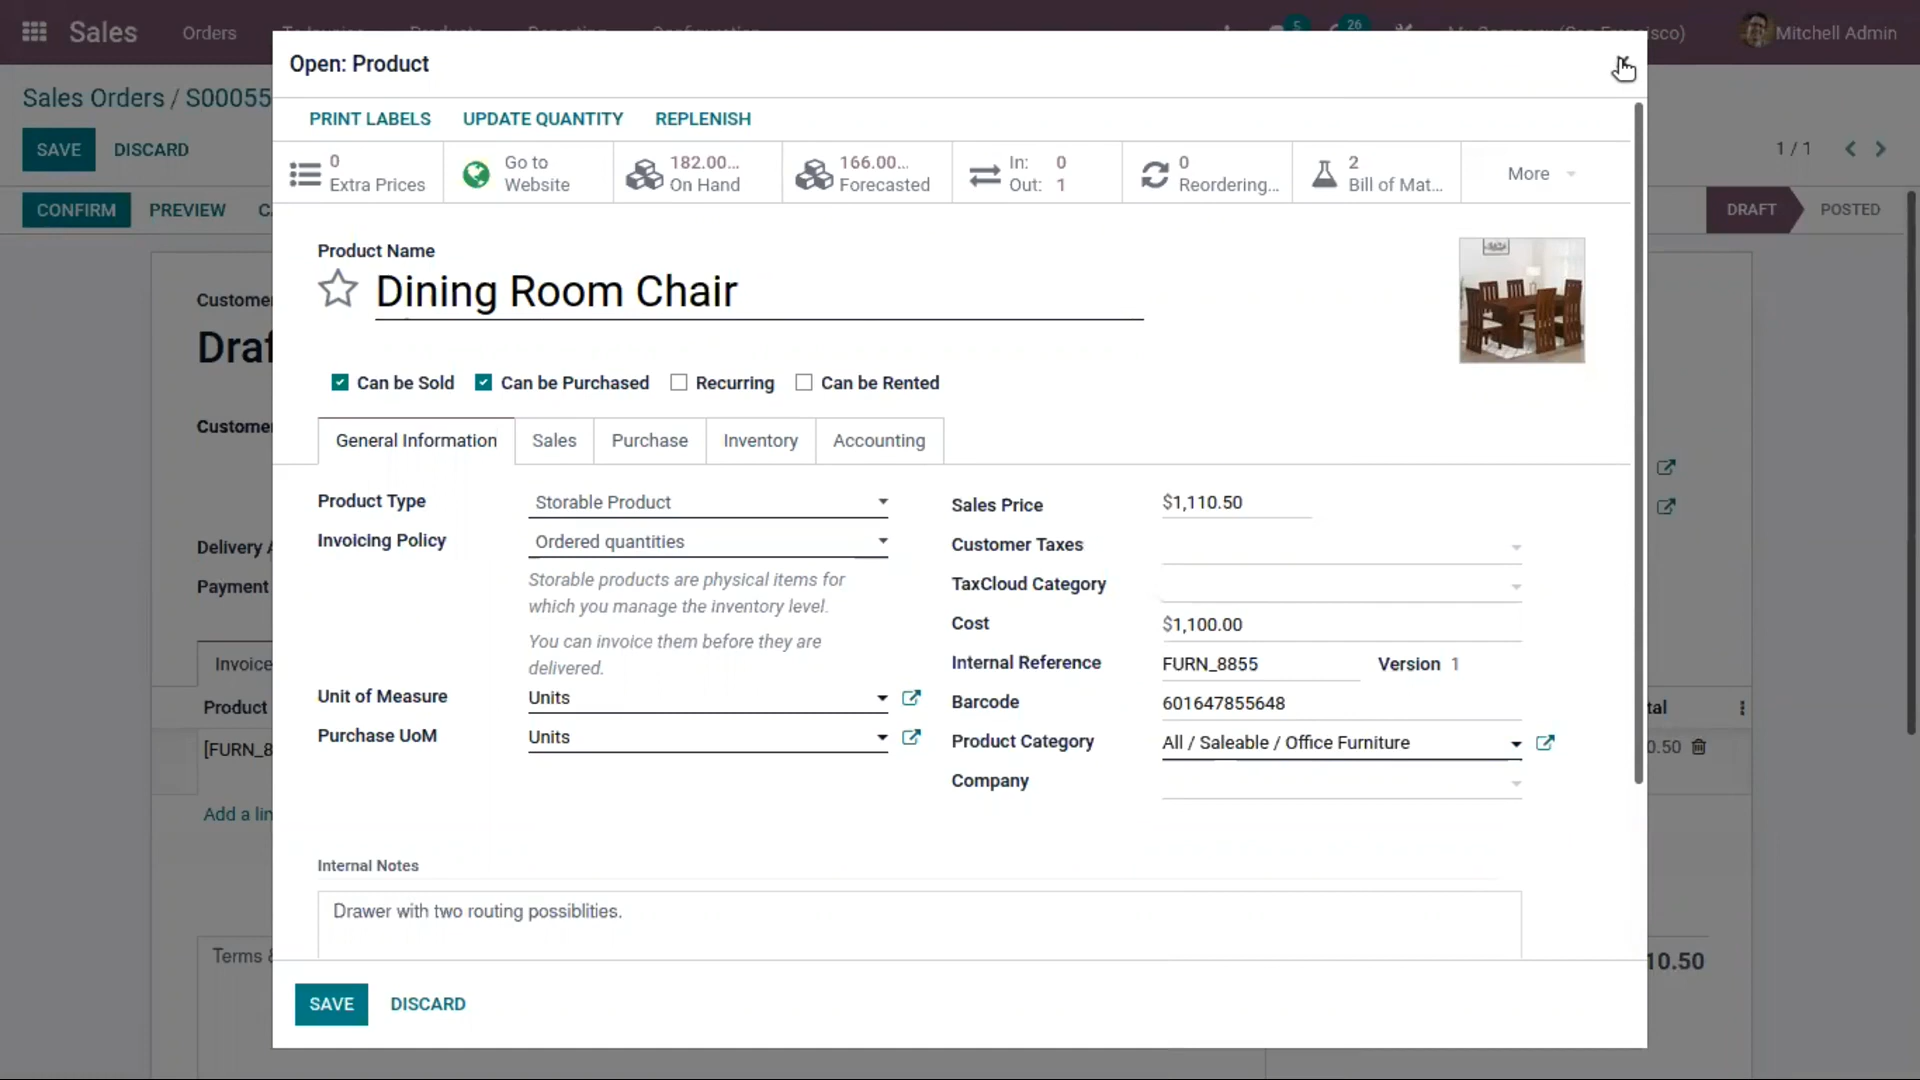 Sales Orders Mitchell Admin
5 26
Open: Product
Sales Orders / S00055
PRINT LABELS UPDATE QUANTITY REPLENISH
SAVE DISCARD 1 / 1
0 Extra Prices
Go to Website
182.00... On Hand
166.00... Forecasted
In: 0
Out: 1
0 Reordering...
2 Bill of Mat...
More
CONFIRM PREVIEW C DRAFT POSTED
Product Name
Dining Room Chair
Custome
Draf
Can be Sold Can be Purchased Recurring Can be Rented
Custome
General Information Sales Purchase Inventory Accounting
Product Type Storable Product
Invoicing Policy Ordered quantities
Storable products are physical items for
which you manage the inventory level.
You can invoice them before they are
delivered.
Unit of Measure Units
Purchase UoM Units
Sales Price $1,110.50
Customer Taxes
TaxCloud Category
Cost $1,100.00
Internal Reference FURN_8855 Version 1
Barcode 601647855648
Product Category All / Saleable / Office Furniture
Company
Delivery A
Payment
Invoice
Product tal
[FURN_8 0.50
Add a lin
Internal Notes
Drawer with two routing possiblities.
Terms 10.50
SAVE DISCARD